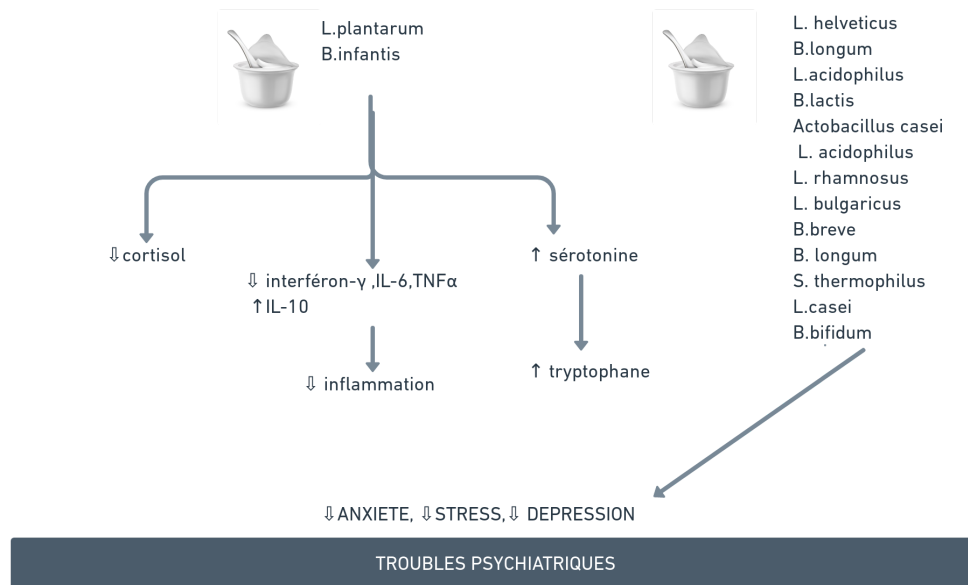 L.plantarum
B.infantis
L. helveticus
B.longum
L.acidophilus
B.lactis
Actobacillus casei
L. acidophilus
L. rhamnosus
L. bulgaricus
B.breve
B. longum
S. thermophilus
L.casei
B.bifidum
⇩cortisol
⇩ interféron-γ ,IL-6,TNFα
↑IL-10
⇩ inflammation
↑ sérotonine
↑ tryptophane
⇩ANXIETE, ⇩STRESS,⇩ DEPRESSION
TROUBLES PSYCHIATRIQUES